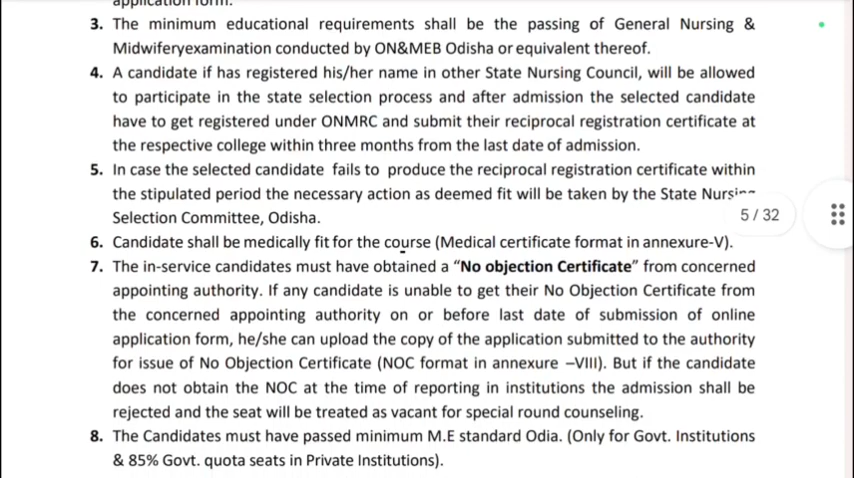 application form.
3. The minimum educational requirements shall be the passing of General Nursing &
Midwiferyexamination conducted by ON&MEB Odisha or equivalent thereof.
4. A candidate if has registered his/her name in other State Nursing Council, will be allowed
to participate in the state selection process and after admission the selected candidate
have to get registered under ONMRC and submit their reciprocal registration certificate at
the respective college within three months from the last date of admission.
5. In case the selected candidate fails to produce the reciprocal registration certificate within
the stipulated period the necessary action as deemed fit will be taken by the State Nursing
Selection Committee, Odisha.
5 / 32
6. Candidate shall be medically fit for the course (Medical certificate format in annexure-V).
7. The in-service candidates must have obtained a “No objection Certificate” from concerned
appointing authority. If any candidate is unable to get their No Objection Certificate from
the concerned appointing authority on or before last date of submission of online
application form, he/she can upload the copy of the application submitted to the authority
for issue of No Objection Certificate (NOC format in annexure –VIII). But if the candidate
does not obtain the NOC at the time of reporting in institutions the admission shall be
rejected and the seat will be treated as vacant for special round counseling.
8. The Candidates must have passed minimum M.E standard Odia. (Only for Govt. Institutions
& 85% Govt. quota seats in Private Institutions).